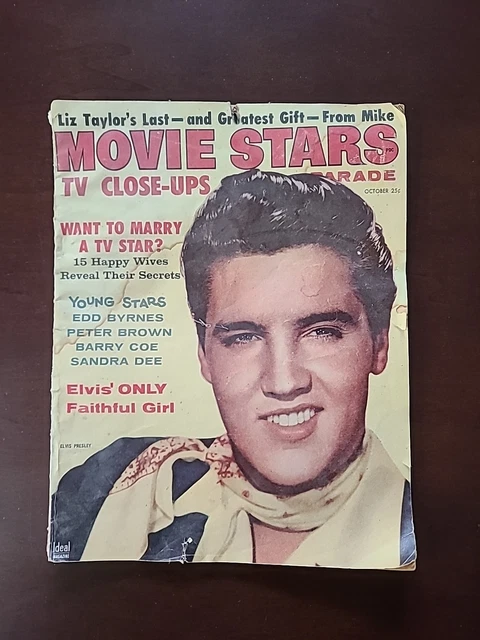 Liz Taylor's Last—and Greatest Gift—From Mike
MOVIE STARS
PARADE
TV CLOSE-UPS
OCTOBER 25¢
WANT TO MARRY
A TV STAR?
15 Happy Wives
Reveal Their Secrets
YOUNG STARS
EDD BYRNES
PETER BROWN
BARRY COE
SANDRA DEE
Elvis' ONLY
Faithful Girl
ELVIS PRESLEY
Ideal
MAGAZINE